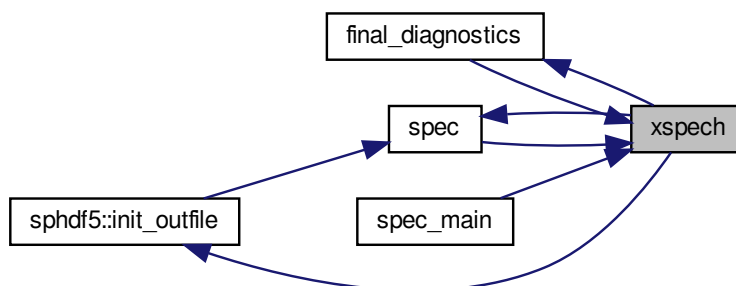 final_diagnostics
spec
xspech
sphdf5::init_outfile
spec_main